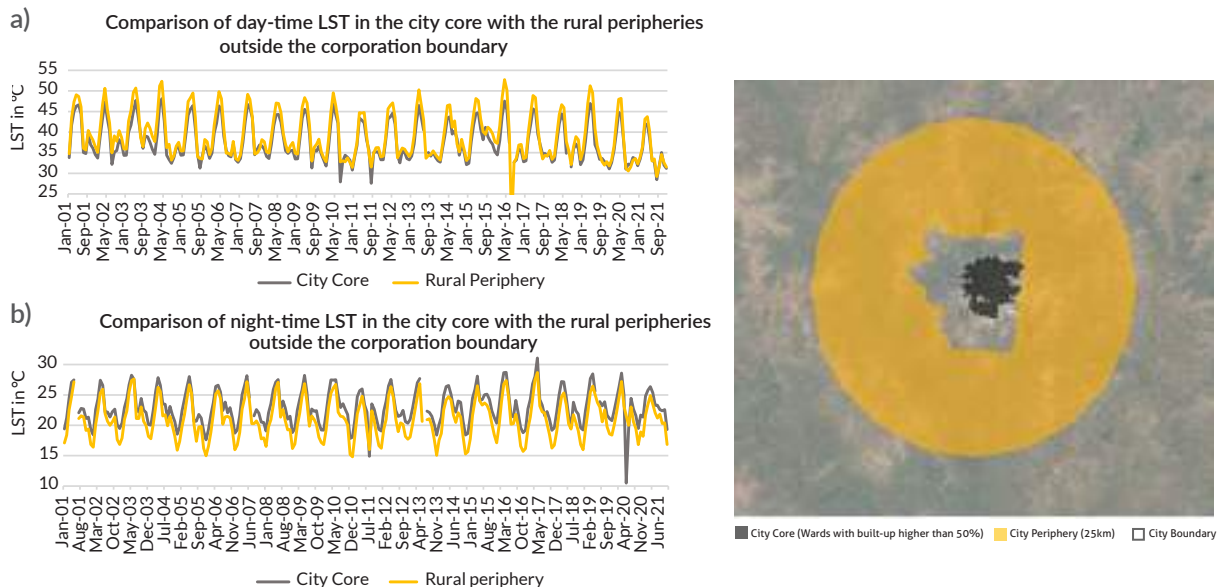 a)
Comparison of day-time LST in the city core with the rural peripheries
outside the corporation boundary
LST in °C
55
50
45
40
35
30
25
Jan-01
Sep-01
May-02
Jan-03
Sep-03
May-04
Jan-05
Sep-05
May-06
Jan-07
Sep-07
May-08
Jan-09
Sep-09
May-10
Jan-11
Sep-11
May-12
Jan-13
Sep-13
May-14
Jan-15
Sep-15
May-16
Jan-17
Sep-17
May-18
Jan-19
Sep-19
May-20
Jan-21
Sep-21
City Core
Rural Periphery
b)
Comparison of night-time LST in the city core with the rural peripheries
outside the corporation boundary
LST in °C
30
25
20
15
10
Jan-01
Aug-01
Mar-02
Oct-02
May-03
Dec-03
Jul-04
Feb-05
Sep-05
Apr-06
Nov-06
Jun-07
Jan-08
Aug-08
Mar-09
Oct-09
May-10
Dec-10
Jul-11
Feb-12
Sep-12
Apr-13
Nov-13
Jun-14
Jan-15
Aug-15
Mar-16
Oct-16
May-17
Dec-17
Jul-18
Feb-19
Sep-19
Apr-20
Nov-20
Jun-21
City Core
Rural periphery
City Core (Wards with built-up higher than 50%)
City Periphery (25km)
City Boundary